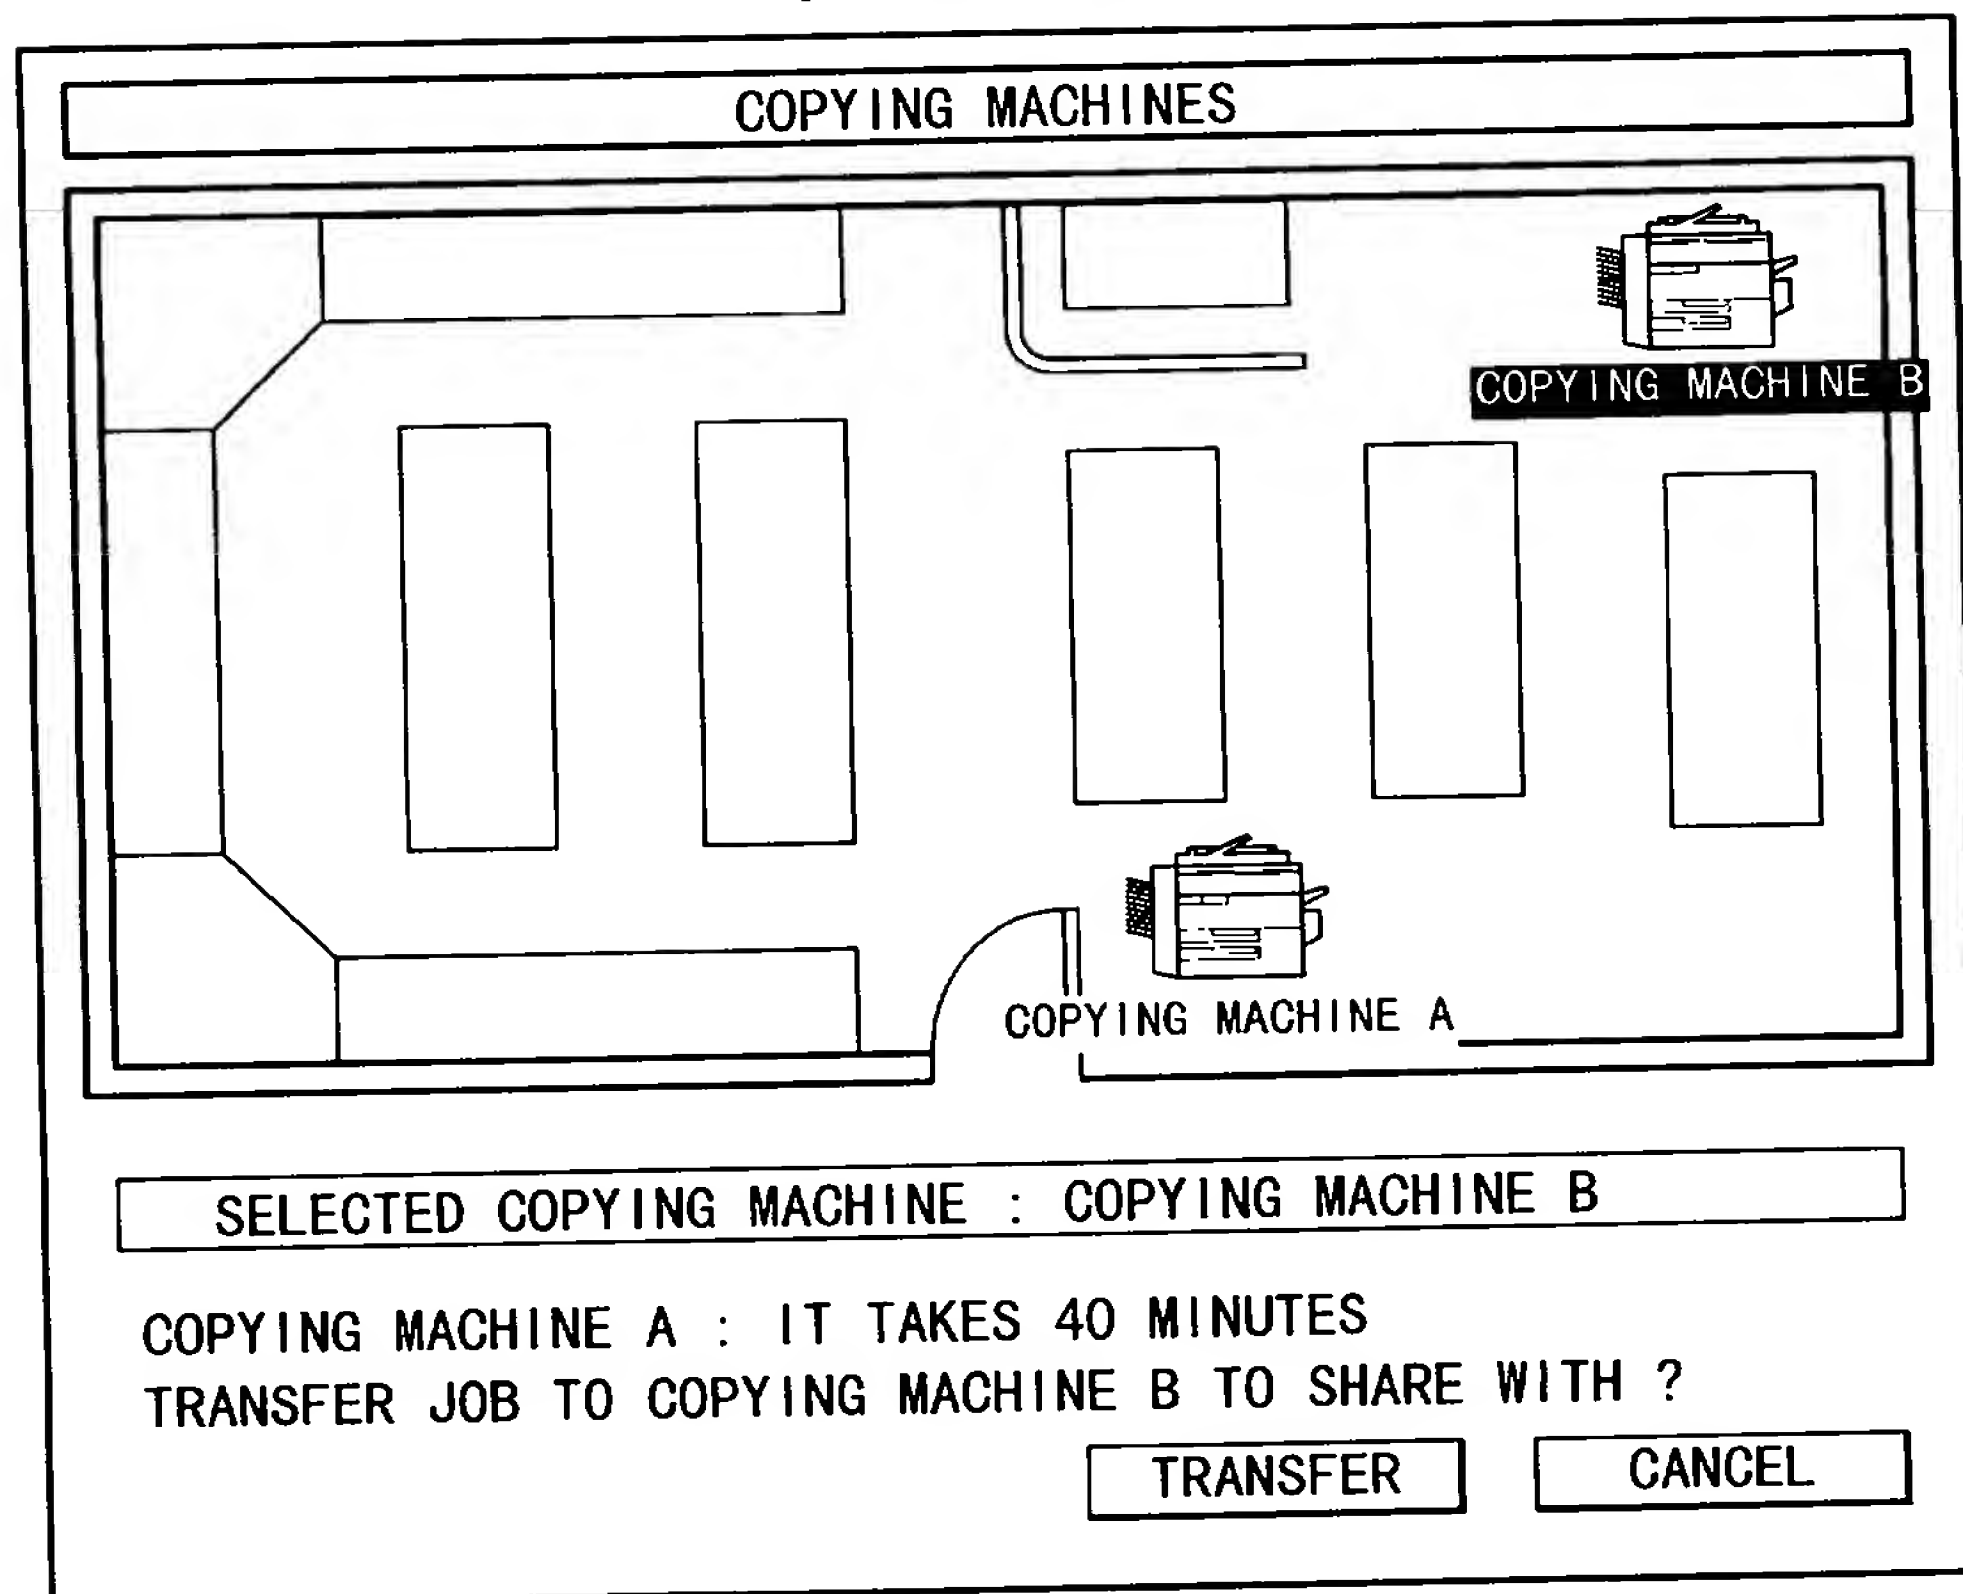 COPYING MACHINES
COPYING MACHINE B
COPYING MACHINE A
SELECTED COPYING MACHINE : COPYING MACHINE B
COPYING MACHINE A : IT TAKES 40 MINUTES
TRANSFER JOB TO COPYING MACHINE B TO SHARE WITH ?
TRANSFER CANCEL